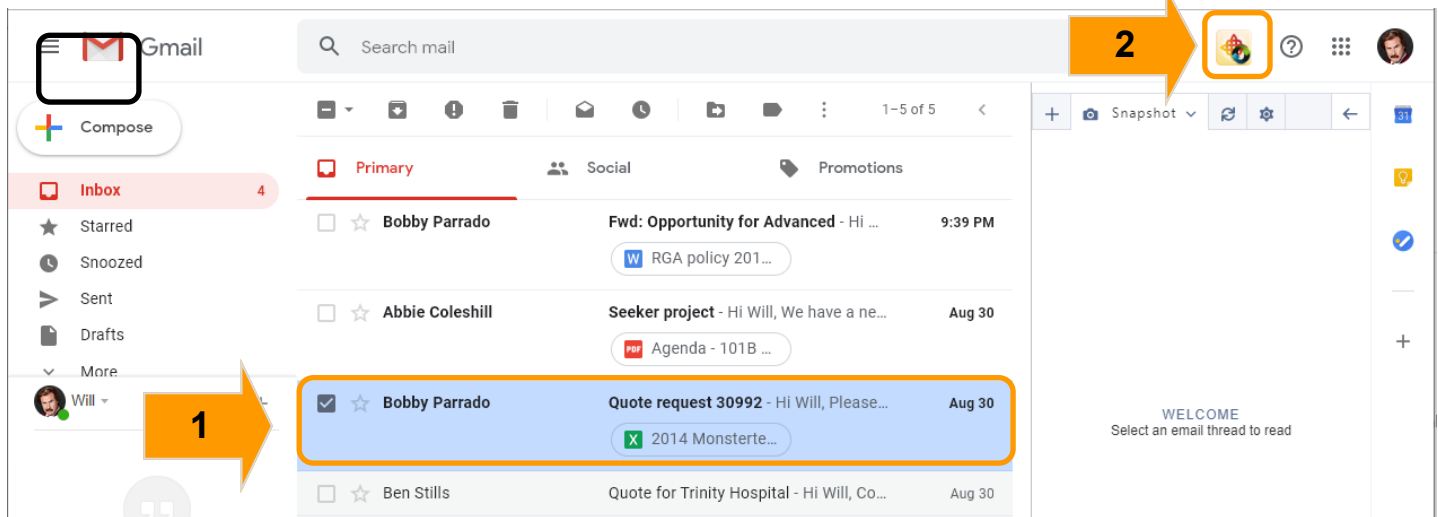 2
Gmail
Search mail
Compose
1–5 of 5
Snapshot
31
Primary
Social
Promotions
Inbox 4
Starred
Snoozed
Sent
Drafts
More
Will
Bobby Parrado Fwd: Opportunity for Advanced - Hi ... 9:39 PM
W RGA policy 201...
Abbie Coleshill Seeker project - Hi Will, We have a ne... Aug 30
PDF Agenda - 101B ...
1
Bobby Parrado Quote request 30992 - Hi Will, Please... Aug 30
X 2014 Monsterte...
Ben Stills Quote for Trinity Hospital - Hi Will, Co... Aug 30
WELCOME
Select an email thread to read